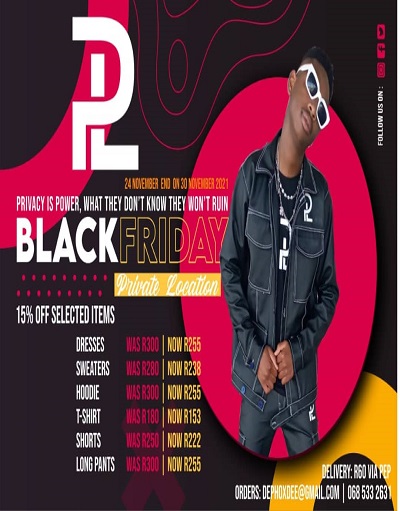 PL
FOLLOW US ON :
24 NOVEMBER END ON 30 NOVEMBER 2021
PRIVACY IS POWER, WHAT THEY DON'T KNOW THEY WON'T RUIN
BLACK FRIDAY
Private Location
15% OFF SELECTED ITEMS
DRESSES WAS R300 | NOW R255
SWEATERS WAS R280 | NOW R238
HOODIE WAS R300 | NOW R255
T-SHIRT WAS R180 | NOW R153
SHORTS WAS R250 | NOW R222
LONG PANTS WAS R300 | NOW R255
DELIVERY: R60 VIA PEP
ORDERS: DEPHOXDEE@GMAIL.COM | 068 533 2631